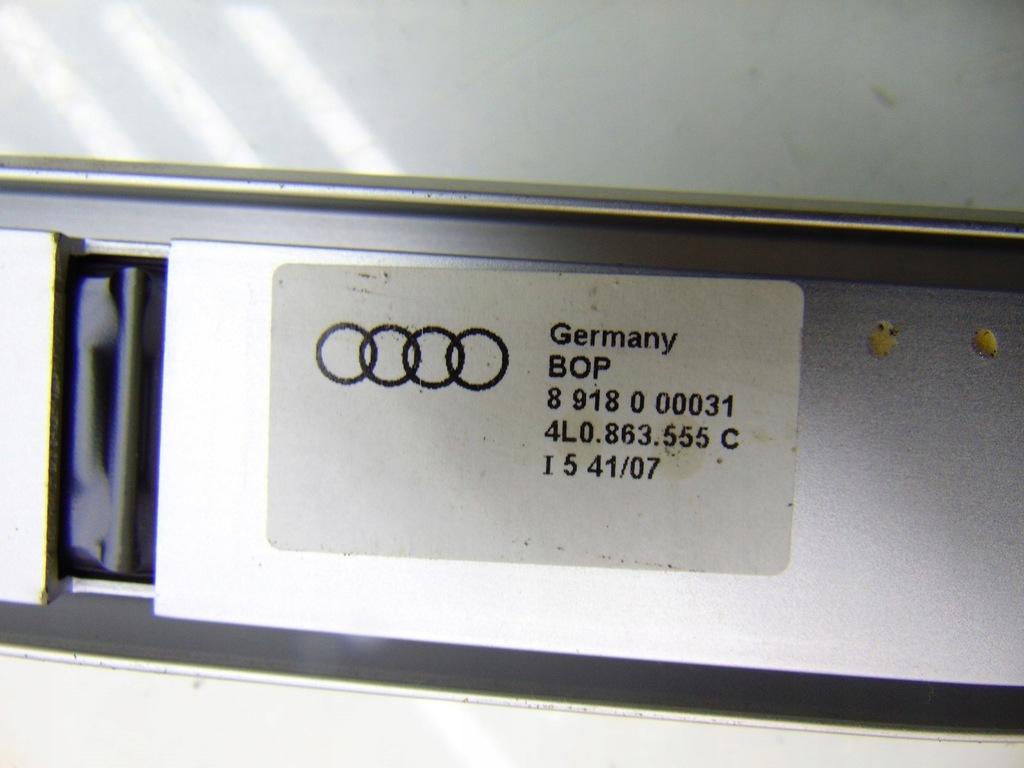 Germany
BOP
8 918 0 00031
4L0.863.555 C
I 5 41/07